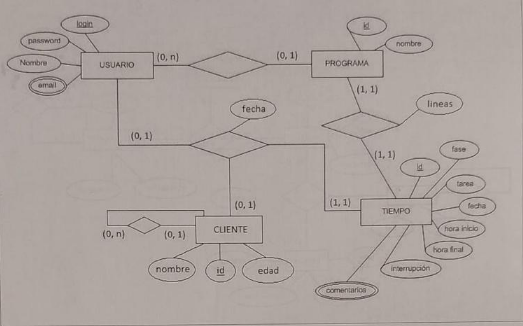 login
id
password
nombre
Nombre
USUARIO
(0, n)
(0, 1)
PROGRAMA
email
(1, 1)
fecha
lineas
(0, 1)
(1, 1)
fase
id
tarea
(0, 1)
(1, 1)
TIEMPO
fecha
hora inicio
(0, n)
(0, 1)
CLIENTE
hora final
nombre
id
edad
interrupción
comentarios